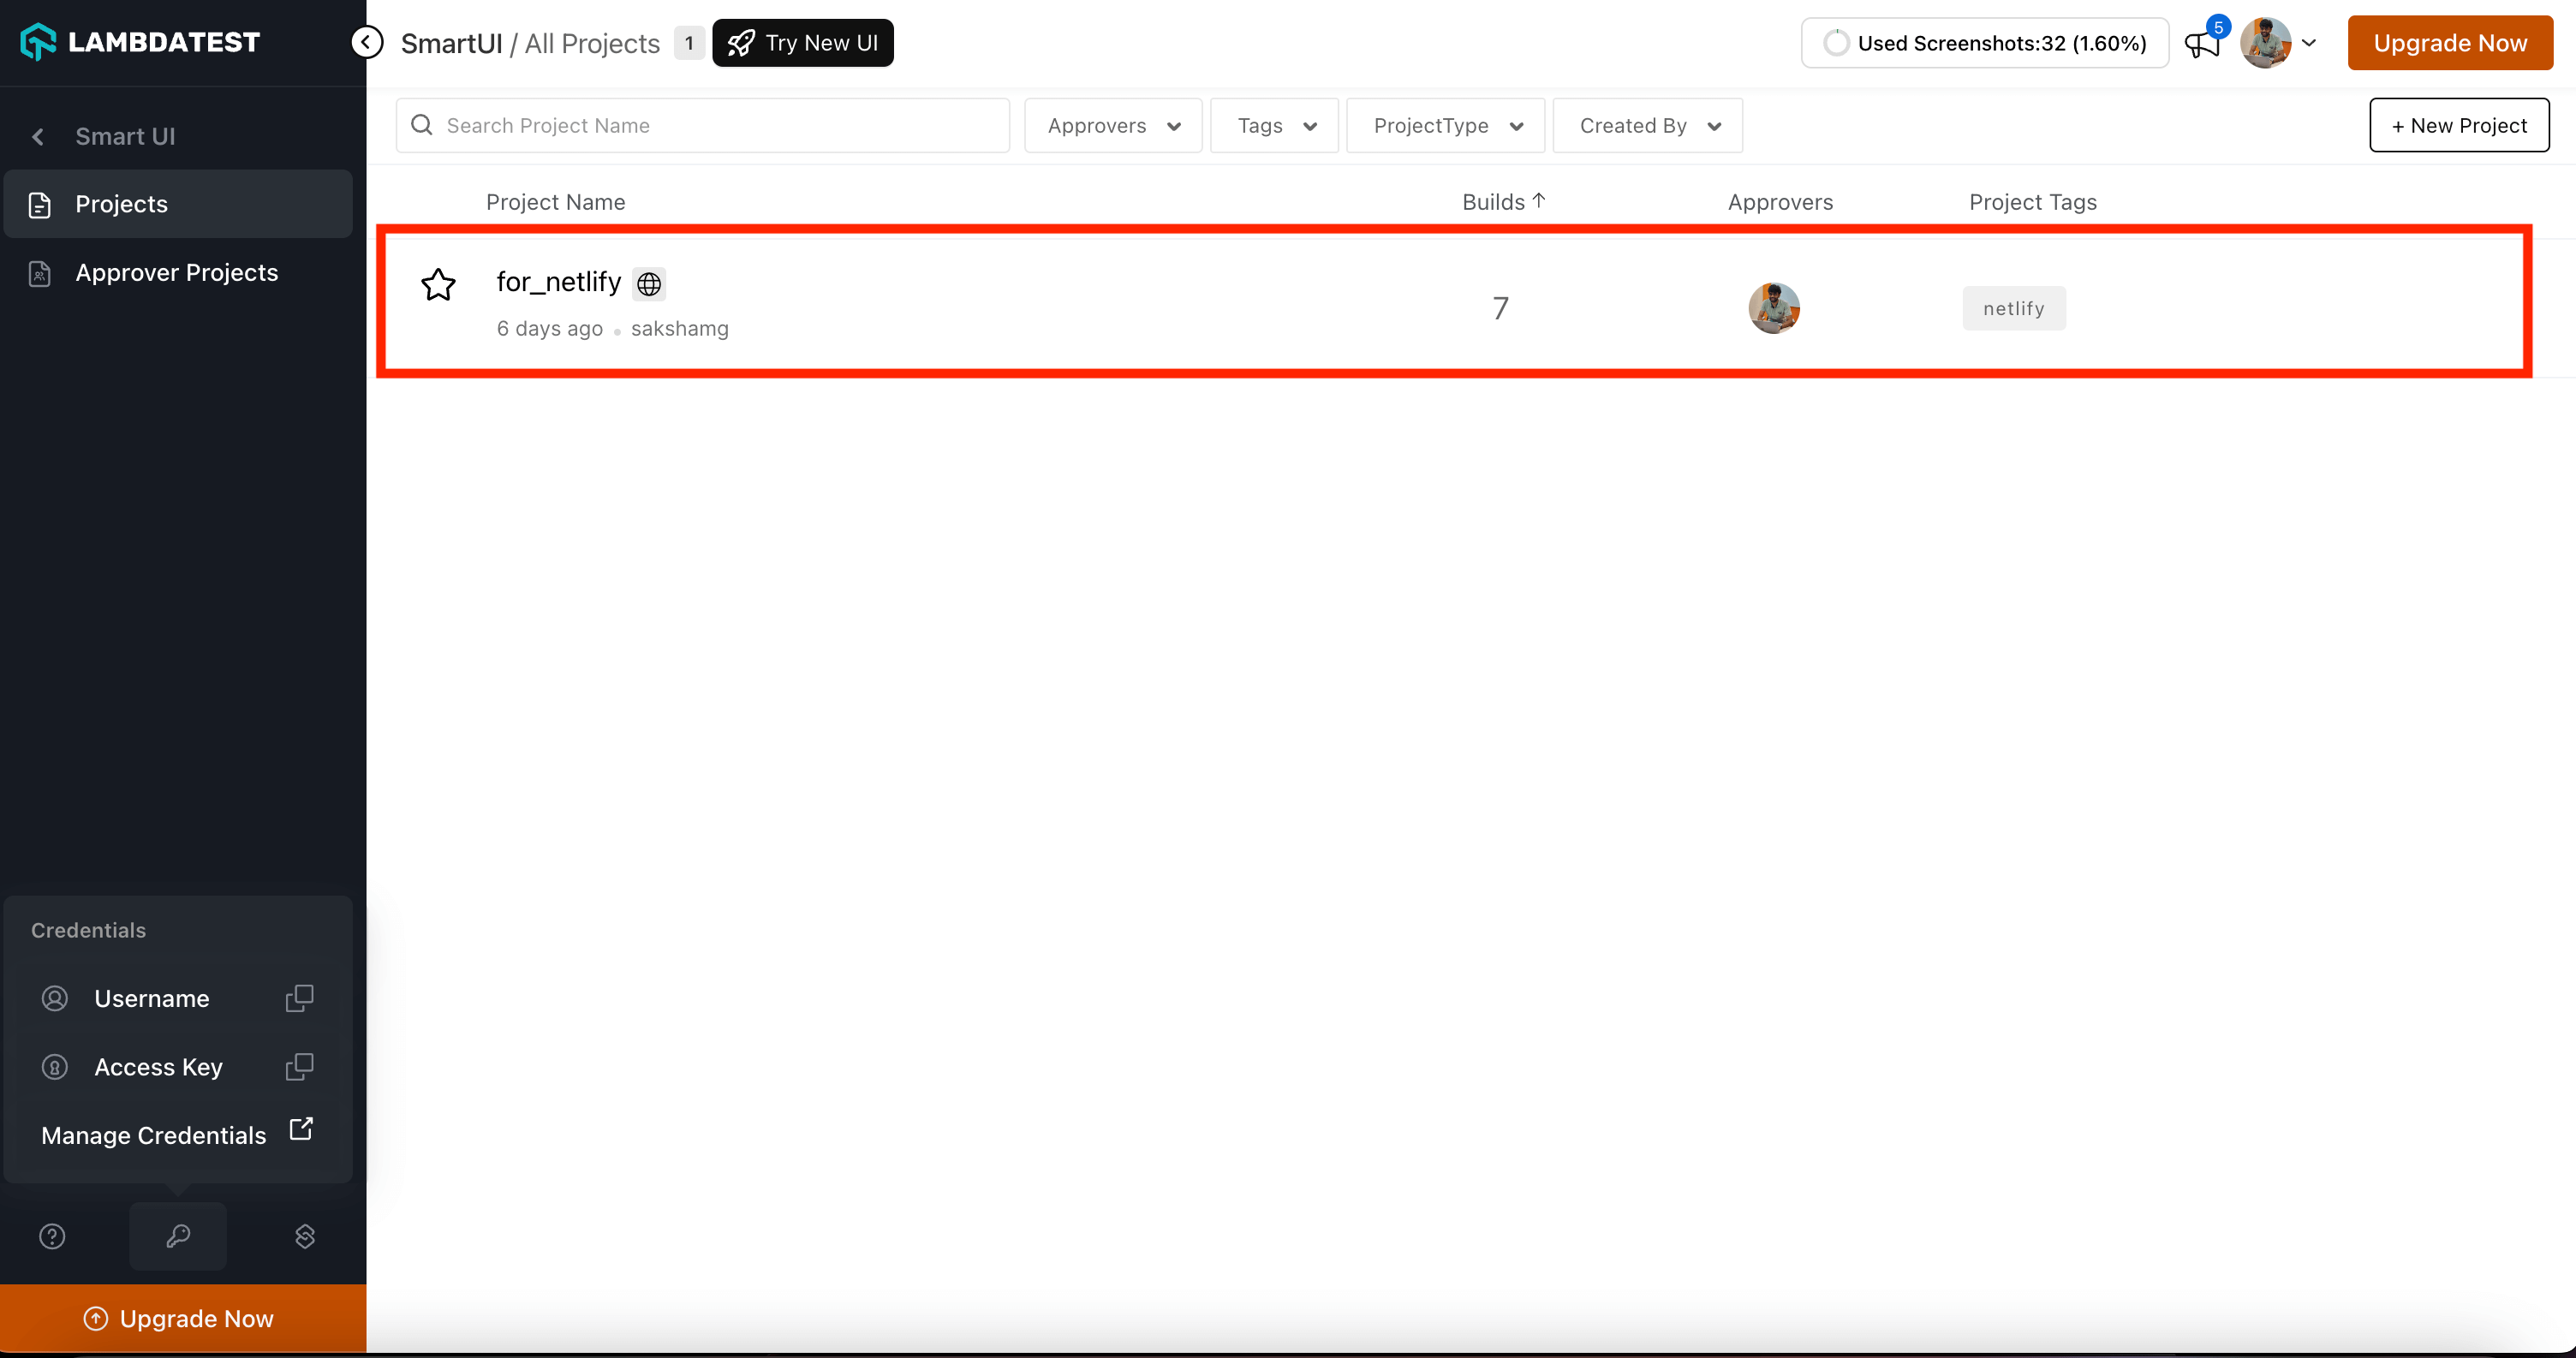 LAMBDATEST
SmartUI / All Projects 1 Try New UI
Used Screenshots:32 (1.60%) 5 Upgrade Now
Smart UI
Projects
Approver Projects
Search Project Name Approvers Tags ProjectType Created By + New Project
Project Name Builds ↑ Approvers Project Tags
for_netlify 7 netlify
6 days ago sakshamg
Credentials
Username
Access Key
Manage Credentials
Upgrade Now